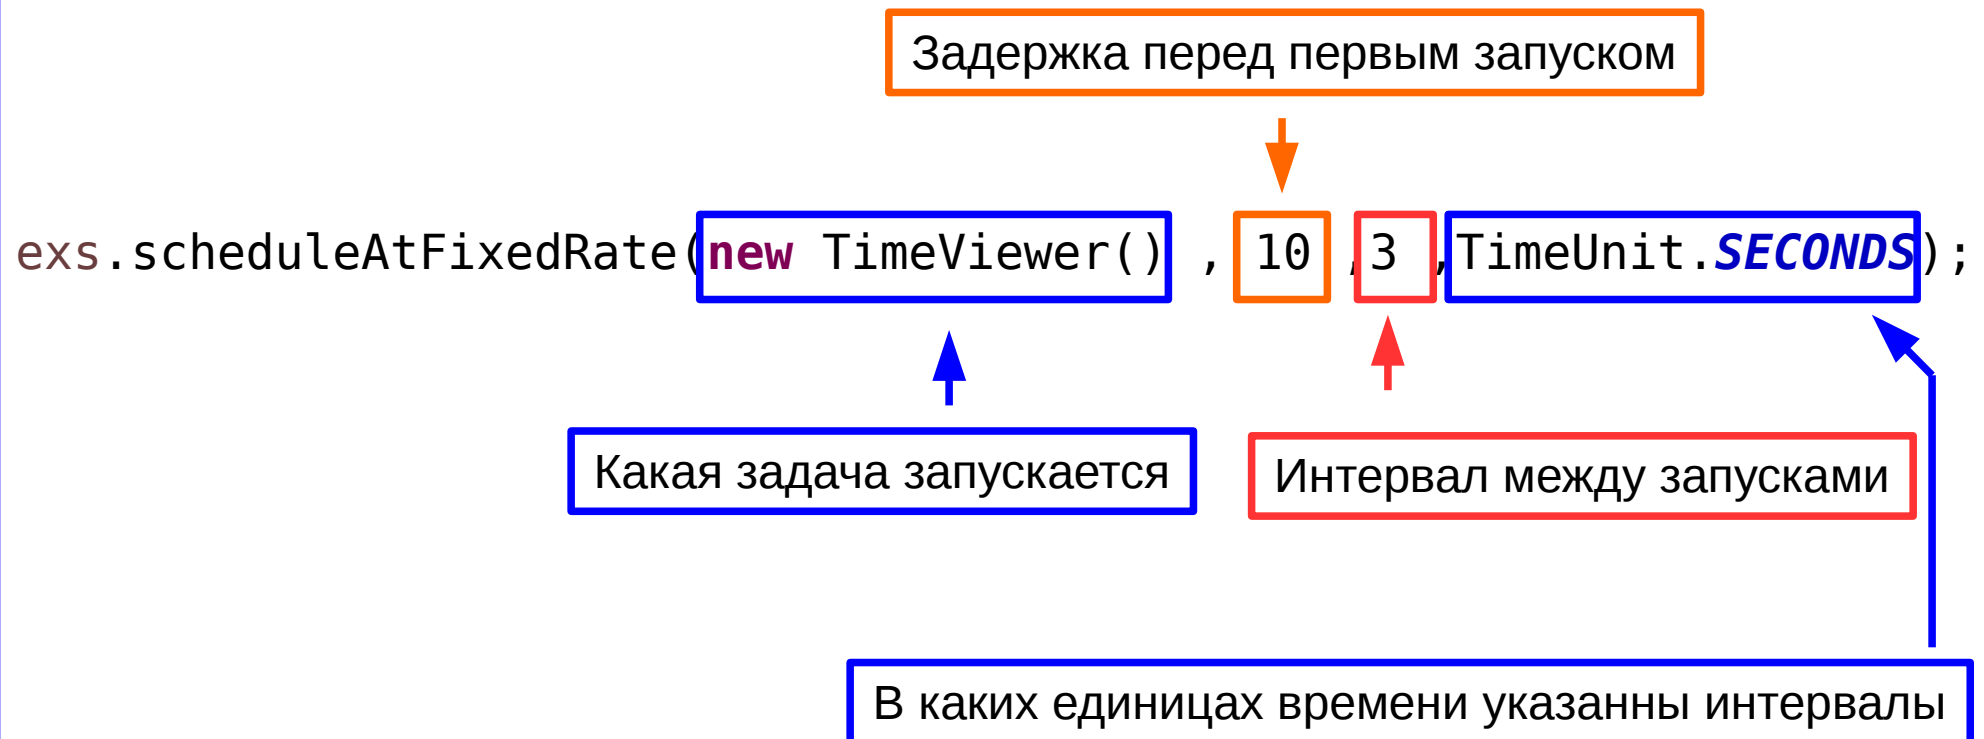 Задержка перед первым запуском
exs.scheduleAtFixedRate(new TimeViewer() , 10 ,3 ,TimeUnit.SECONDS);
Какая задача запускается
Интервал между запусками
В каких единицах времени указанны интервалы